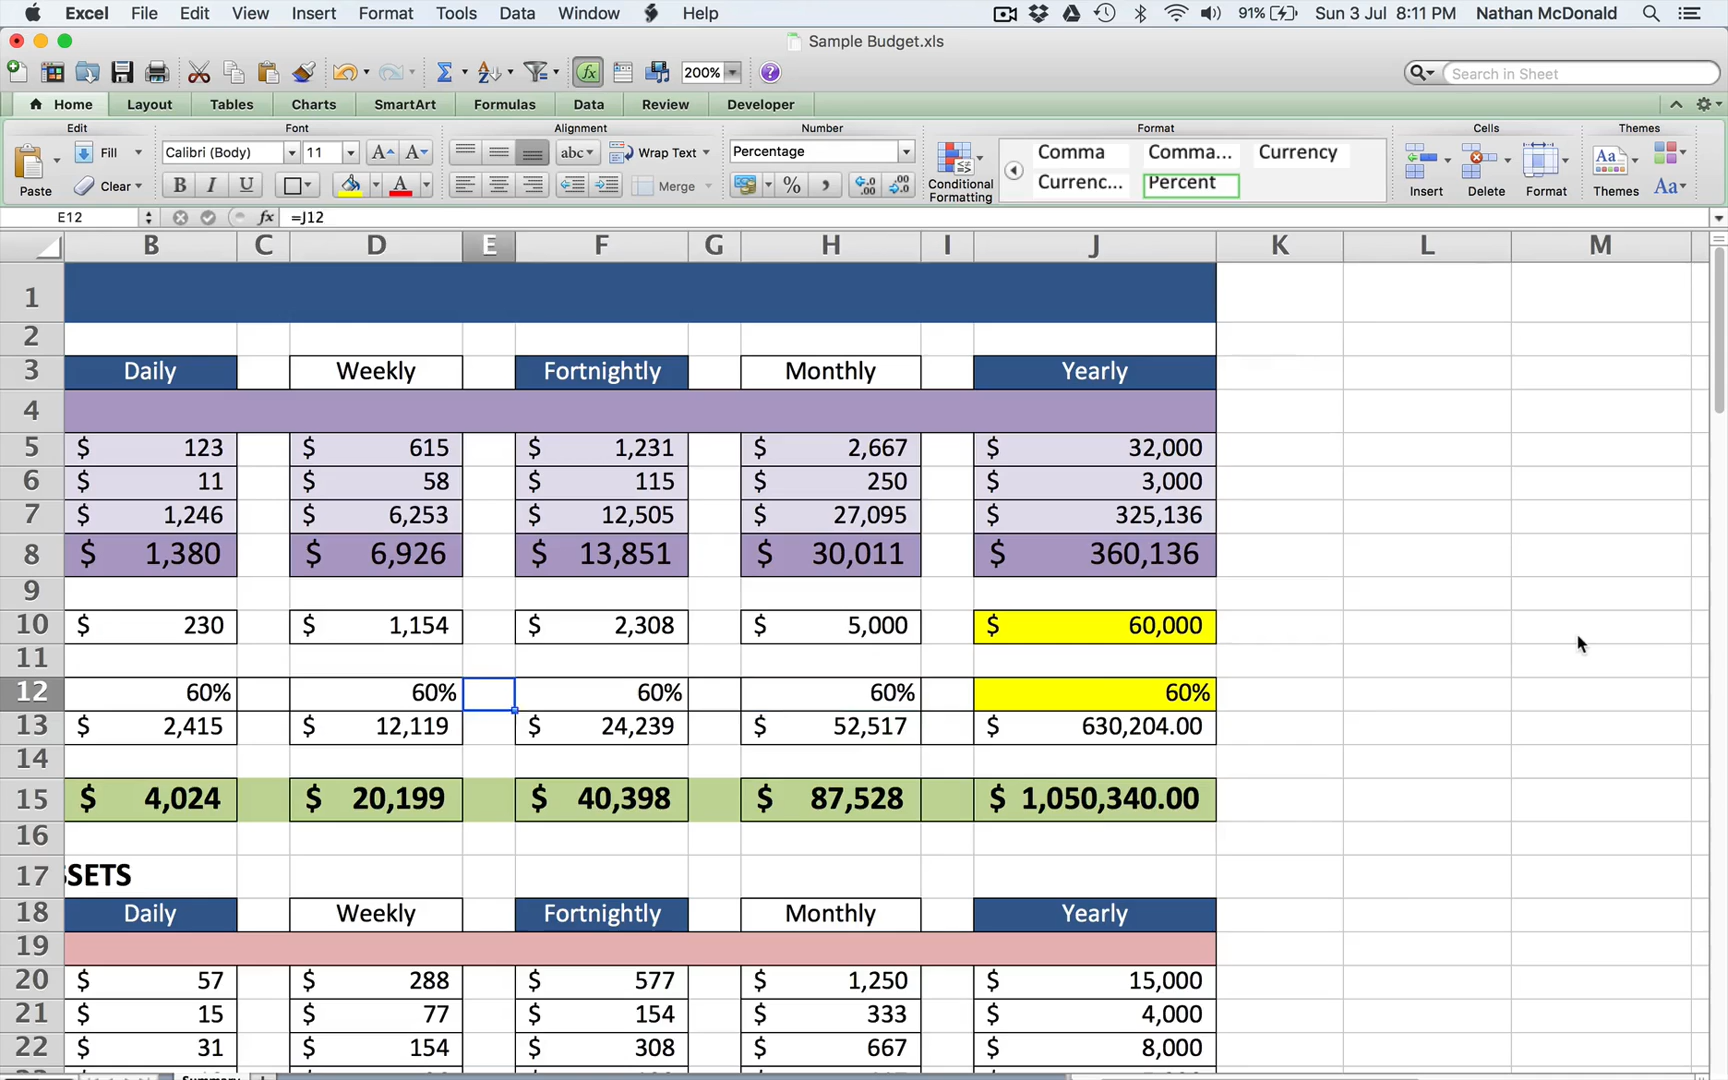 Excel File Edit View Insert Format Tools Data Window Help 91% Sun 3 Jul 8:11 PM Nathan McDonald
Sample Budget.xls
200% Search in Sheet
Home Layout Tables Charts SmartArt Formulas Data Review Developer
Edit Font Alignment Number Format Cells Themes
Fill Calibri (Body) 11 abc Wrap Text Percentage Comma Comma... Currency
Paste Clear B I U Merge % Conditional Formatting Currenc... Percent Insert Delete Format Themes Aa
E12 fx =J12
B C D E F G H I J K L M
1
2
3 Daily Weekly Fortnightly Monthly Yearly
4
5 $ 123 $ 615 $ 1,231 $ 2,667 $ 32,000
6 $ 11 $ 58 $ 115 $ 250 $ 3,000
7 $ 1,246 $ 6,253 $ 12,505 $ 27,095 $ 325,136
8 $ 1,380 $ 6,926 $ 13,851 $ 30,011 $ 360,136
9
10 $ 230 $ 1,154 $ 2,308 $ 5,000 $ 60,000
11
12 60% 60% 60% 60% 60%
13 $ 2,415 $ 12,119 $ 24,239 $ 52,517 $ 630,204.00
14
15 $ 4,024 $ 20,199 $ 40,398 $ 87,528 $ 1,050,340.00
16
17 SSETS
18 Daily Weekly Fortnightly Monthly Yearly
19
20 $ 57 $ 288 $ 577 $ 1,250 $ 15,000
21 $ 15 $ 77 $ 154 $ 333 $ 4,000
22 $ 31 $ 154 $ 308 $ 667 $ 8,000
Summary